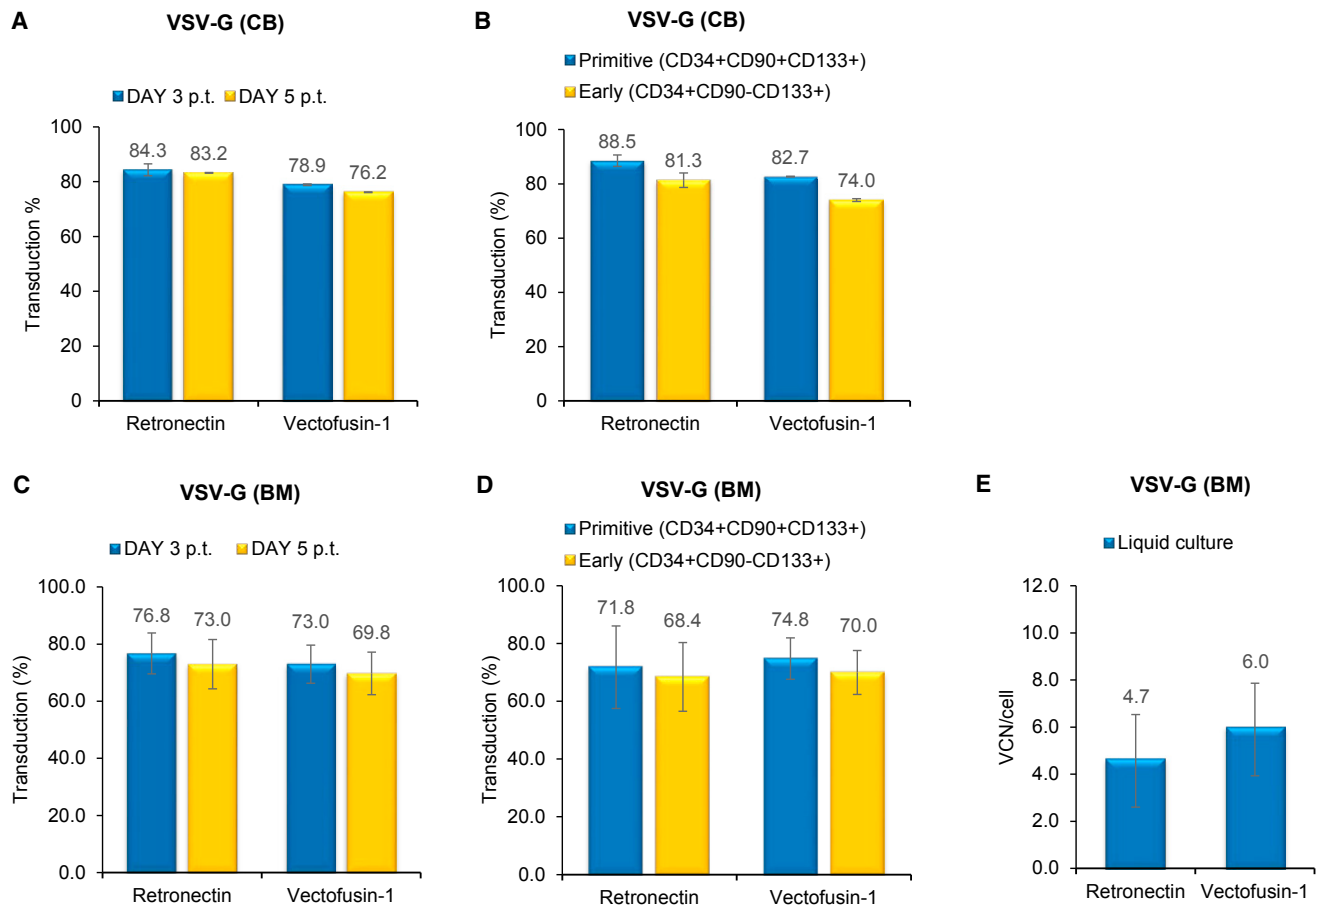 A
VSV-G (CB)
DAY 3 p.t. DAY 5 p.t.
Transduction %
100
80
60
40
20
0
84.3
83.2
78.9
76.2
Retronectin
Vectofusin-1
B
VSV-G (CB)
Primitive (CD34+CD90+CD133+)
Early (CD34+CD90-CD133+)
Transduction (%)
100
80
60
40
20
0
88.5
81.3
82.7
74.0
Retronectin
Vectofusin-1
C
VSV-G (BM)
DAY 3 p.t. DAY 5 p.t.
Transduction (%)
100.0
80.0
60.0
40.0
20.0
0.0
76.8
73.0
73.0
69.8
Retronectin
Vectofusin-1
D
VSV-G (BM)
Primitive (CD34+CD90+CD133+)
Early (CD34+CD90-CD133+)
Transduction (%)
100.0
80.0
60.0
40.0
20.0
0.0
71.8
68.4
74.8
70.0
Retronectin
Vectofusin-1
E
VSV-G (BM)
Liquid culture
VCN/cell
12.0
10.0
8.0
6.0
4.0
2.0
0.0
4.7
6.0
Retronectin
Vectofusin-1